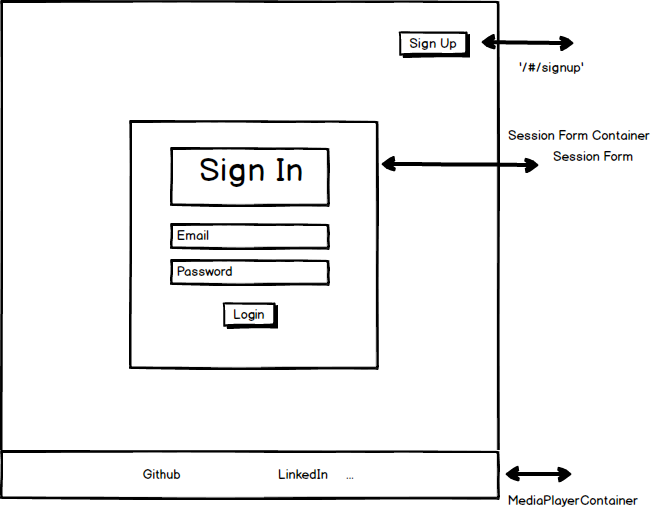 Sign Up
'/#/signup'
Session Form Container
Session Form
Sign In
Email
Password
Login
Github LinkedIn ...
MediaPlayerContainer